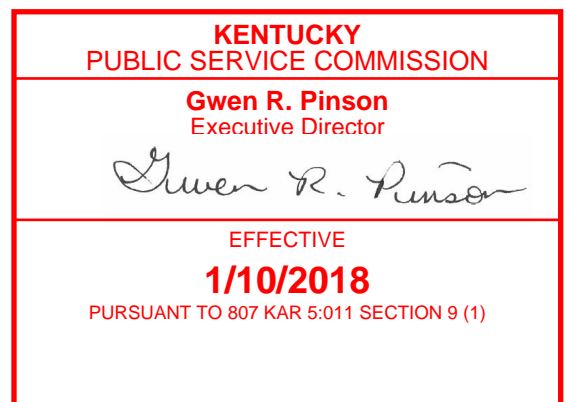 KENTUCKY
PUBLIC SERVICE COMMISSION
Gwen R. Pinson
Executive Director
Gwen R. Pinson
EFFECTIVE
1/10/2018
PURSUANT TO 807 KAR 5:011 SECTION 9 (1)